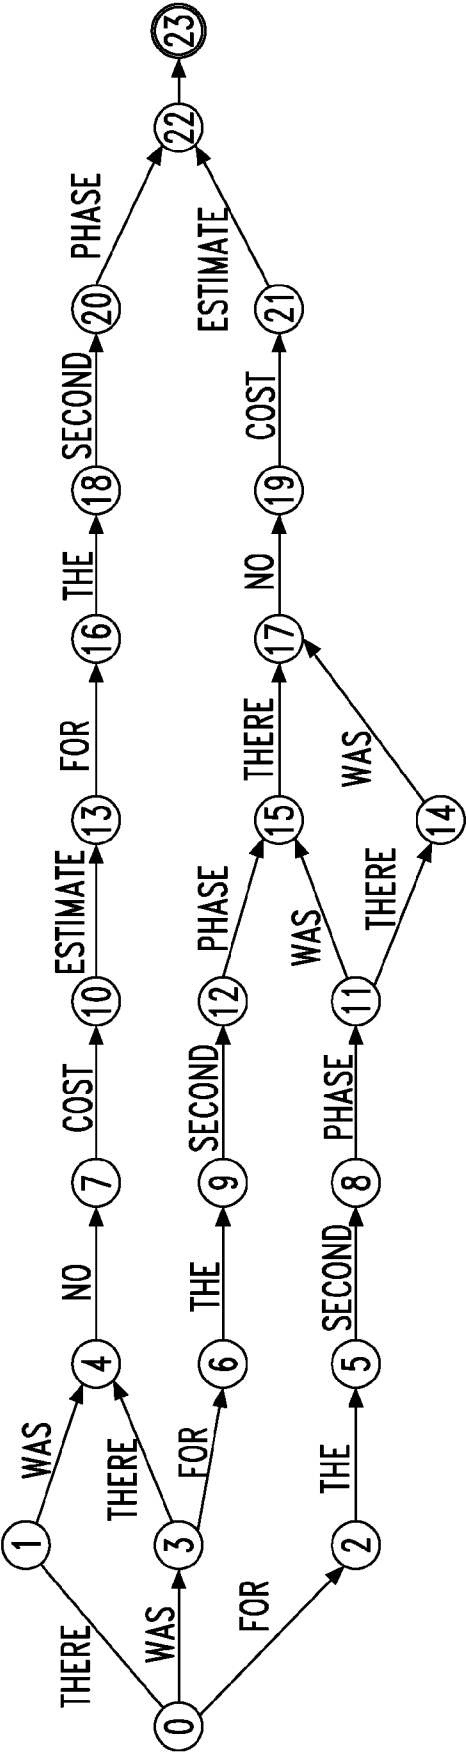 0
THERE
1
WAS
WAS
3
THERE
4
NO
7
COST
10
ESTIMATE
13
FOR
16
THE
18
SECOND
20
PHASE
22
23
FOR
6
THE
9
SECOND
12
PHASE
15
THERE
17
NO
19
COST
21
ESTIMATE
FOR
2
THE
5
SECOND
8
PHASE
11
WAS
THERE
14
WAS